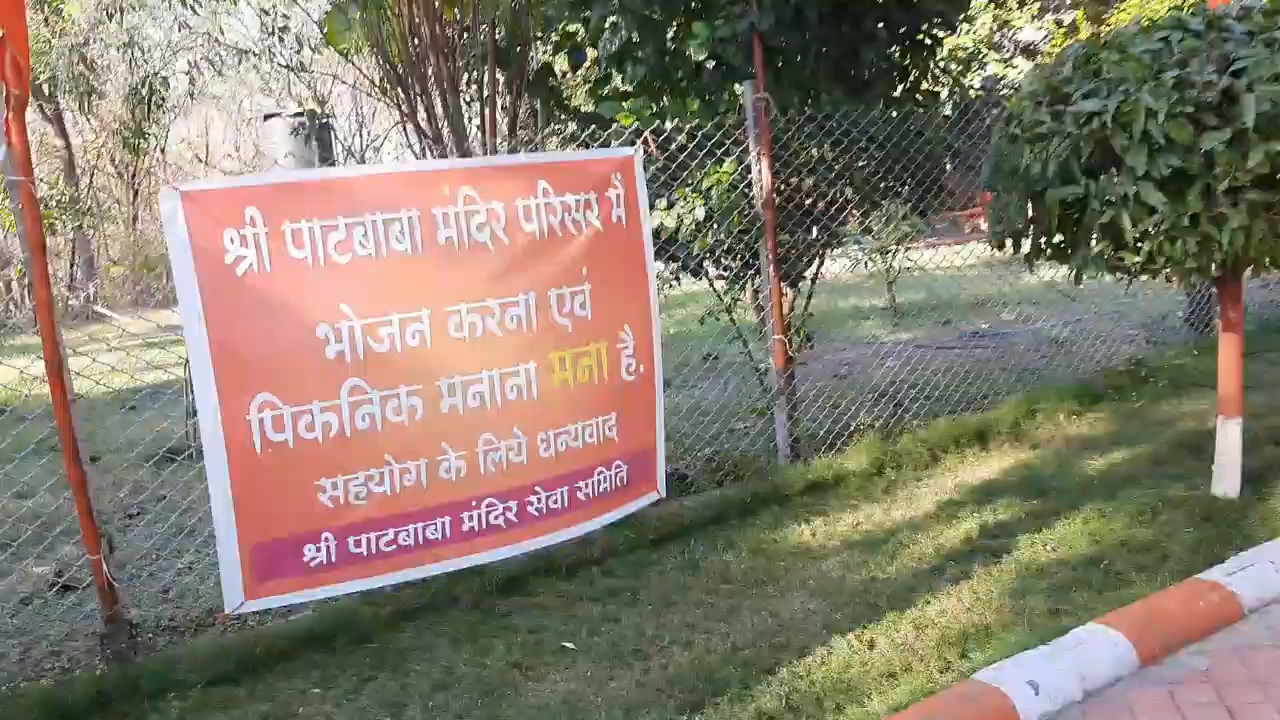 श्री पाटबाबा मंदिर परिसर में
भोजन करना एवं
पिकनिक मनाना मना है.
सहयोग के लिये धन्यवाद
श्री पाटबाबा मंदिर सेवा समिति